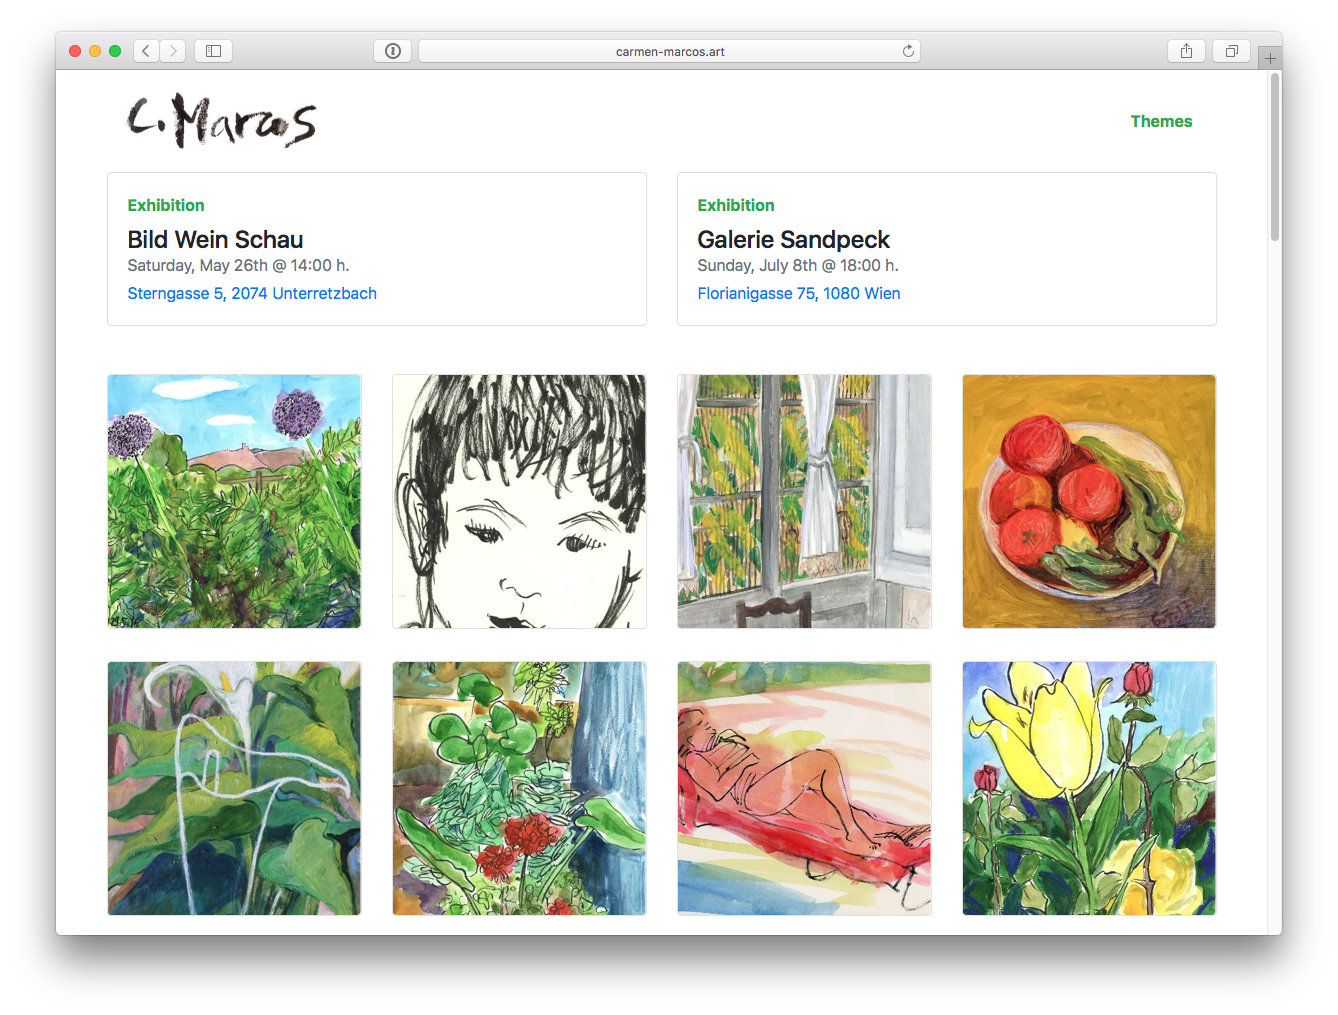 carmen-marcos.art
C. Marcos
Themes
Exhibition
Bild Wein Schau
Saturday, May 26th @ 14:00 h.
Sterngasse 5, 2074 Unterretzbach
Exhibition
Galerie Sandpeck
Sunday, July 8th @ 18:00 h.
Florianigasse 75, 1080 Wien